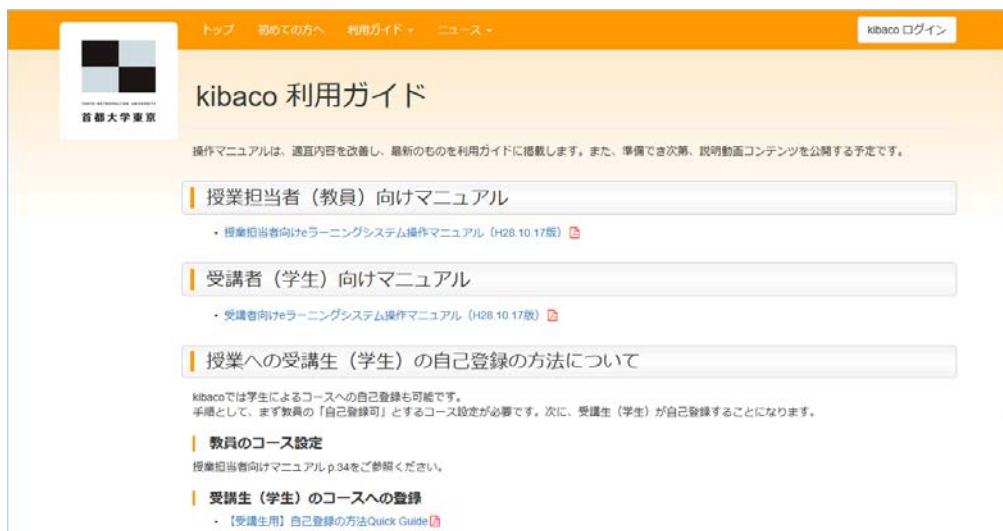 トップ 初めての方へ 利用ガイド ニュース kibaco ログイン
TOKYO METROPOLITAN UNIVERSITY
首都大学東京
kibaco 利用ガイド
操作マニュアルは、適宜内容を改善し、最新のものを利用ガイドに掲載します。また、準備でき次第、説明動画コンテンツを公開する予定です。
授業担当者（教員）向けマニュアル
・ 授業担当者向けeラーニングシステム操作マニュアル（H28.10.17版）
受講者（学生）向けマニュアル
・ 受講者向けeラーニングシステム操作マニュアル（H28.10.17版）
授業への受講生（学生）の自己登録の方法について
kibacoでは学生によるコースへの自己登録も可能です。
手順として、まず教員の「自己登録可」とするコース設定が必要です。次に、受講生（学生）が自己登録することになります。
教員のコース設定
授業担当者向けマニュアル p.34をご参照ください。
受講生（学生）のコースへの登録
・ 【受講生用】自己登録の方法Quick Guide